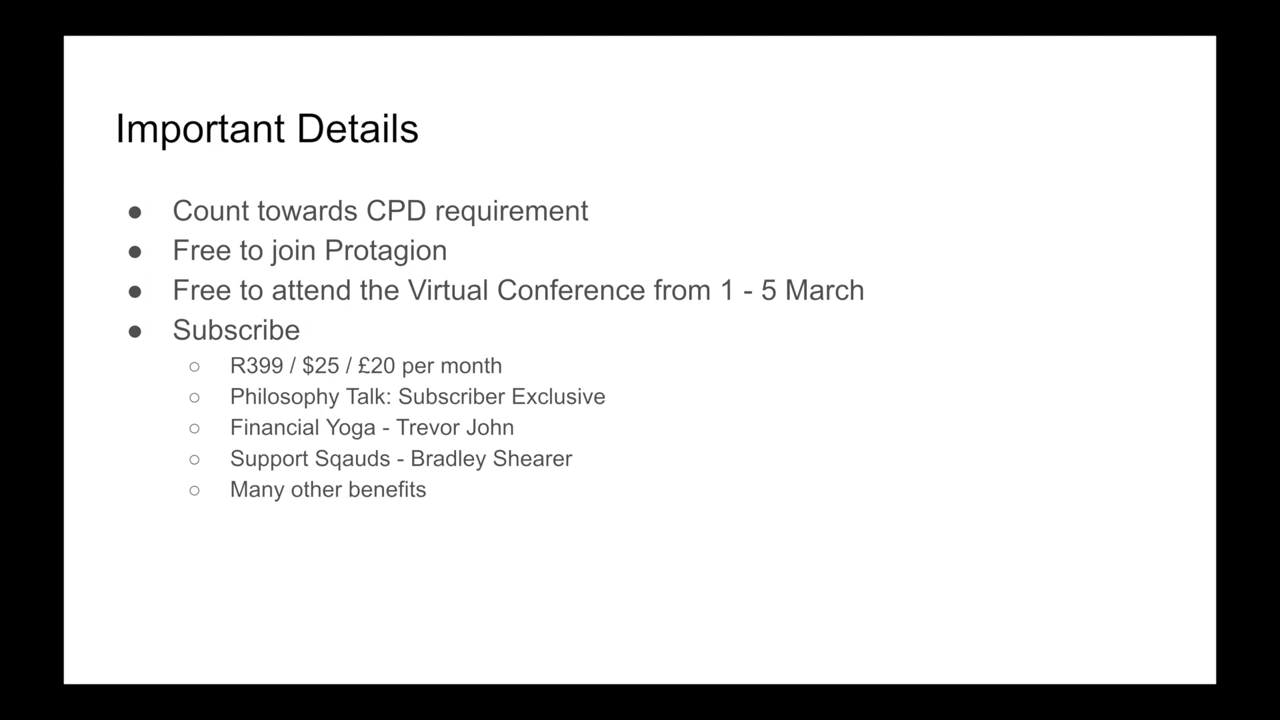 Important Details
● Count towards CPD requirement
● Free to join Protagion
● Free to attend the Virtual Conference from 1 - 5 March
● Subscribe
○ R399 / $25 / £20 per month
○ Philosophy Talk: Subscriber Exclusive
○ Financial Yoga - Trevor John
○ Support Sqauds - Bradley Shearer
○ Many other benefits